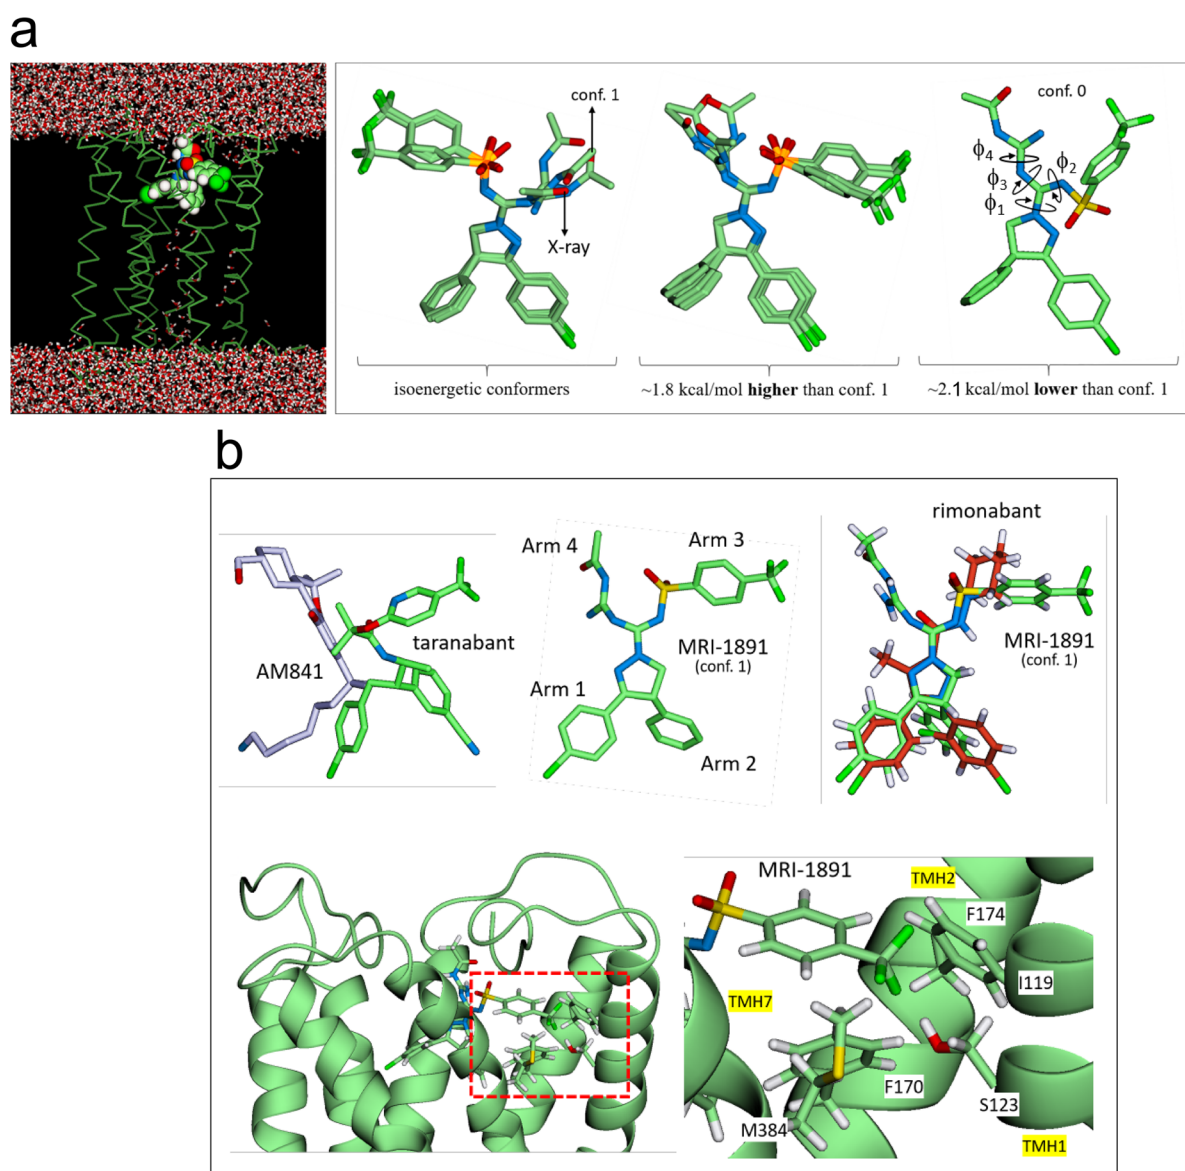 a
conf. 1
X-ray
isoenergetic conformers
~1.8 kcal/mol higher than conf. 1
conf. 0
ϕ4
ϕ2
ϕ3
ϕ1
~2.1 kcal/mol lower than conf. 1
b
AM841
taranabant
Arm 4
Arm 3
MRI-1891
(conf. 1)
Arm 1
Arm 2
rimonabant
MRI-1891
(conf. 1)
MRI-1891
TMH2
F174
I119
TMH7
F170
S123
M384
TMH1